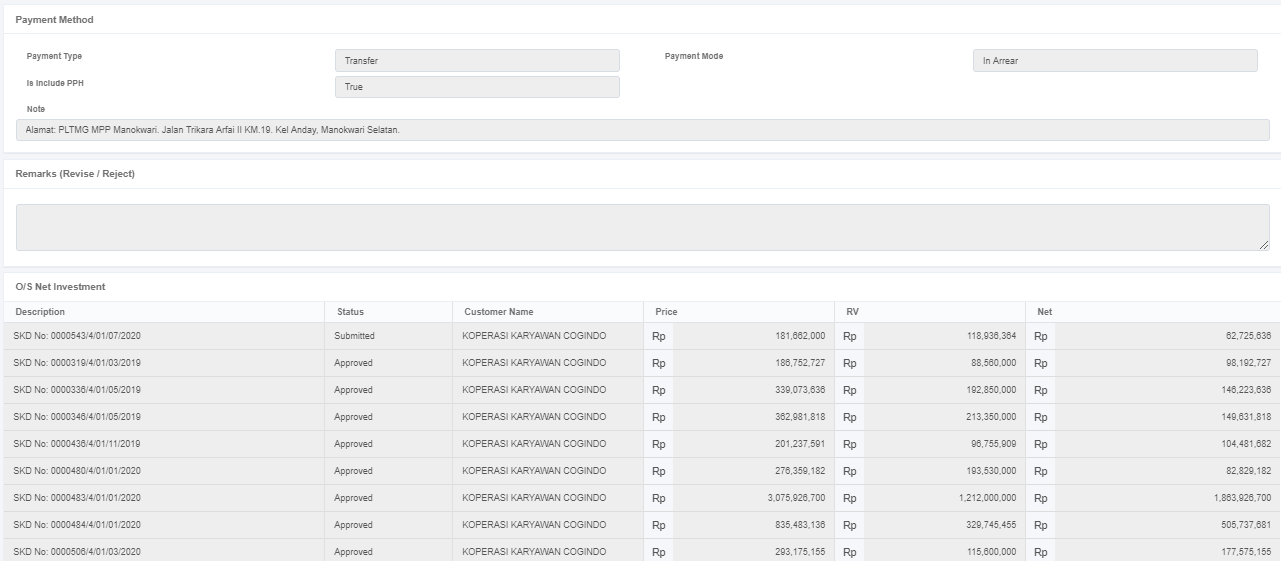 Payment Method
Payment Type Transfer Payment Mode In Arrear
Is Include PPH True
Note
Alamat: PLTMG MPP Manokwari. Jalan Trikara Arfai II KM.19. Kel Anday, Manokwari Selatan.
Remarks (Revise / Reject)
O/S Net Investment
Description Status Customer Name Price RV Net
SKD No: 0000543/4/01/07/2020 Submitted KOPERASI KARYAWAN COGINDO Rp 181,662,000 Rp 118,936,364 Rp 62,725,636
SKD No: 0000319/4/01/03/2019 Approved KOPERASI KARYAWAN COGINDO Rp 186,752,727 Rp 88,560,000 Rp 98,192,727
SKD No: 0000336/4/01/05/2019 Approved KOPERASI KARYAWAN COGINDO Rp 339,073,636 Rp 192,850,000 Rp 146,223,636
SKD No: 0000346/4/01/05/2019 Approved KOPERASI KARYAWAN COGINDO Rp 362,981,818 Rp 213,350,000 Rp 149,631,818
SKD No: 0000436/4/01/11/2019 Approved KOPERASI KARYAWAN COGINDO Rp 201,237,591 Rp 96,755,909 Rp 104,481,682
SKD No: 0000480/4/01/01/2020 Approved KOPERASI KARYAWAN COGINDO Rp 276,359,182 Rp 193,530,000 Rp 82,829,182
SKD No: 0000483/4/01/01/2020 Approved KOPERASI KARYAWAN COGINDO Rp 3,075,926,700 Rp 1,212,000,000 Rp 1,863,926,700
SKD No: 0000484/4/01/01/2020 Approved KOPERASI KARYAWAN COGINDO Rp 835,483,136 Rp 329,745,455 Rp 505,737,681
SKD No: 0000506/4/01/03/2020 Approved KOPERASI KARYAWAN COGINDO Rp 293,175,155 Rp 115,600,000 Rp 177,575,155